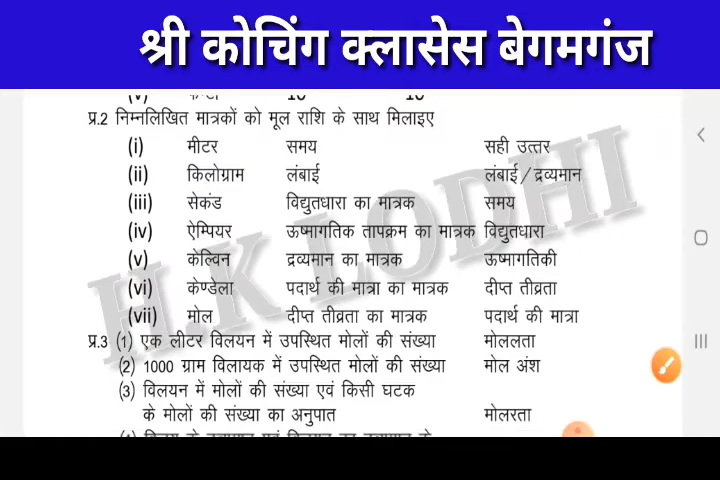 श्री कोचिंग क्लासेस बेगमगंज
प्र.2 निम्नलिखित मात्रकों को मूल राशि के साथ मिलाइए
(i) मीटर समय सही उत्तर
(ii) किलोग्राम लंबाई लंबाई/द्रव्यमान
(iii) सेकंड विद्युतधारा का मात्रक समय
(iv) ऐम्पियर ऊष्मागतिक तापक्रम का मात्रक विद्युतधारा
(v) केल्विन द्रव्यमान का मात्रक ऊष्मागतिकी
(vi) केण्डेला पदार्थ की मात्रा का मात्रक दीप्त तीव्रता
(vii) मोल दीप्त तीव्रता का मात्रक पदार्थ की मात्रा
प्र.3 (1) एक लीटर विलयन में उपस्थित मोलों की संख्या मोललता
(2) 1000 ग्राम विलायक में उपस्थित मोलों की संख्या मोल अंश
(3) विलयन में मोलों की संख्या एवं किसी घटक
के मोलों की संख्या का अनुपात मोलरता
H.K LODHI